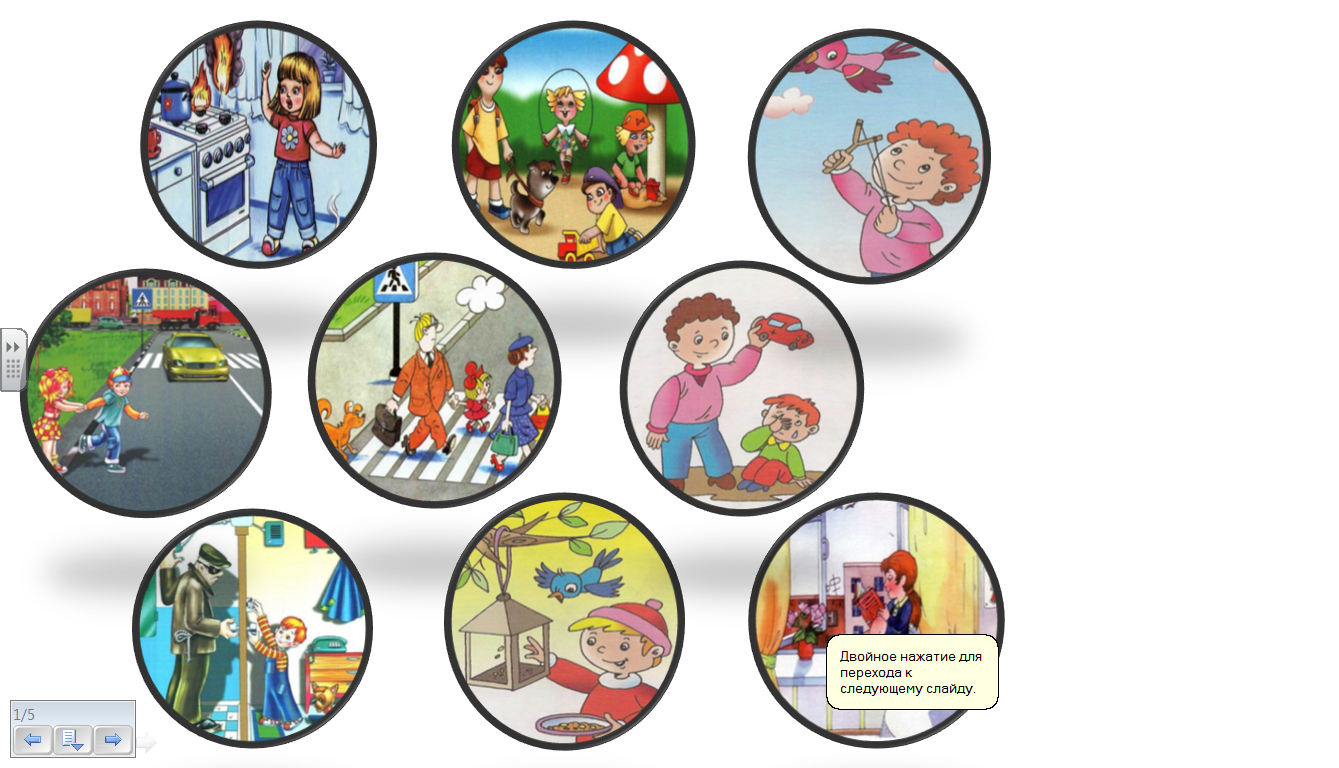 Двойное нажатие для
перехода к
следующему слайду.
1/5